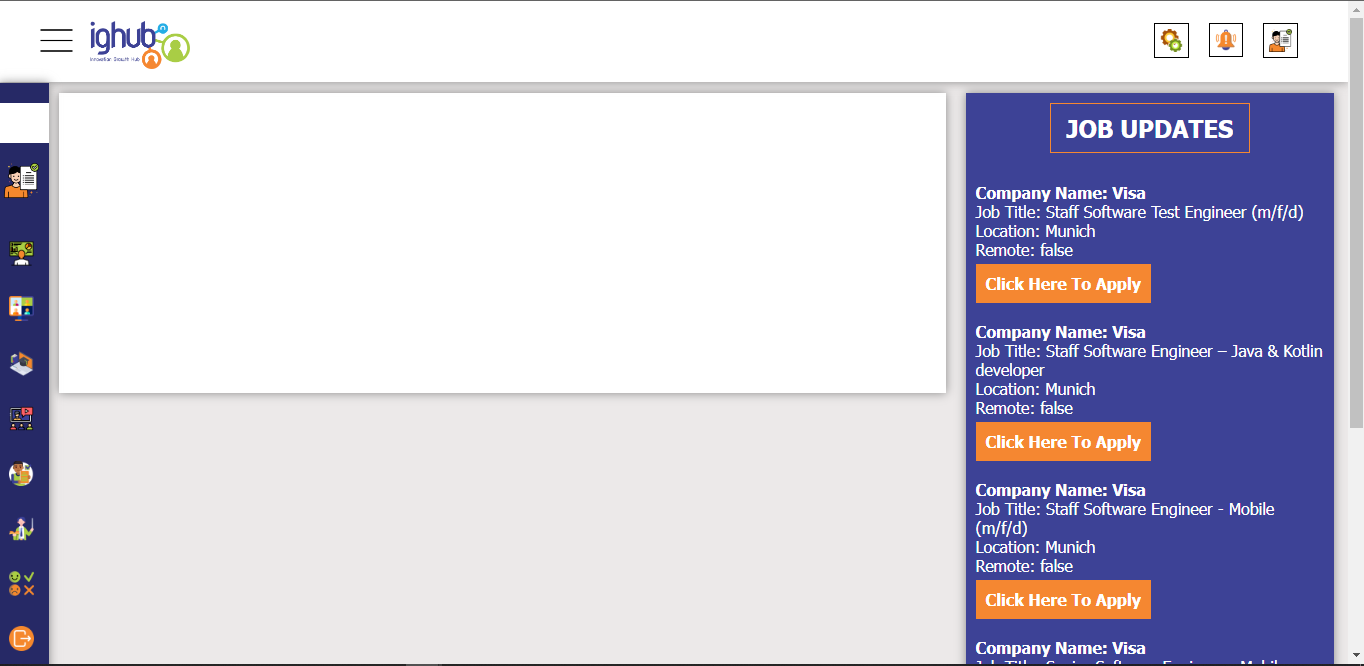 ighub
Innovation Growth Hub
JOB UPDATES
Company Name: Visa
Job Title: Staff Software Test Engineer (m/f/d)
Location: Munich
Remote: false
Click Here To Apply
Company Name: Visa
Job Title: Staff Software Engineer – Java & Kotlin
developer
Location: Munich
Remote: false
Click Here To Apply
Company Name: Visa
Job Title: Staff Software Engineer - Mobile
(m/f/d)
Location: Munich
Remote: false
Click Here To Apply
Company Name: Visa